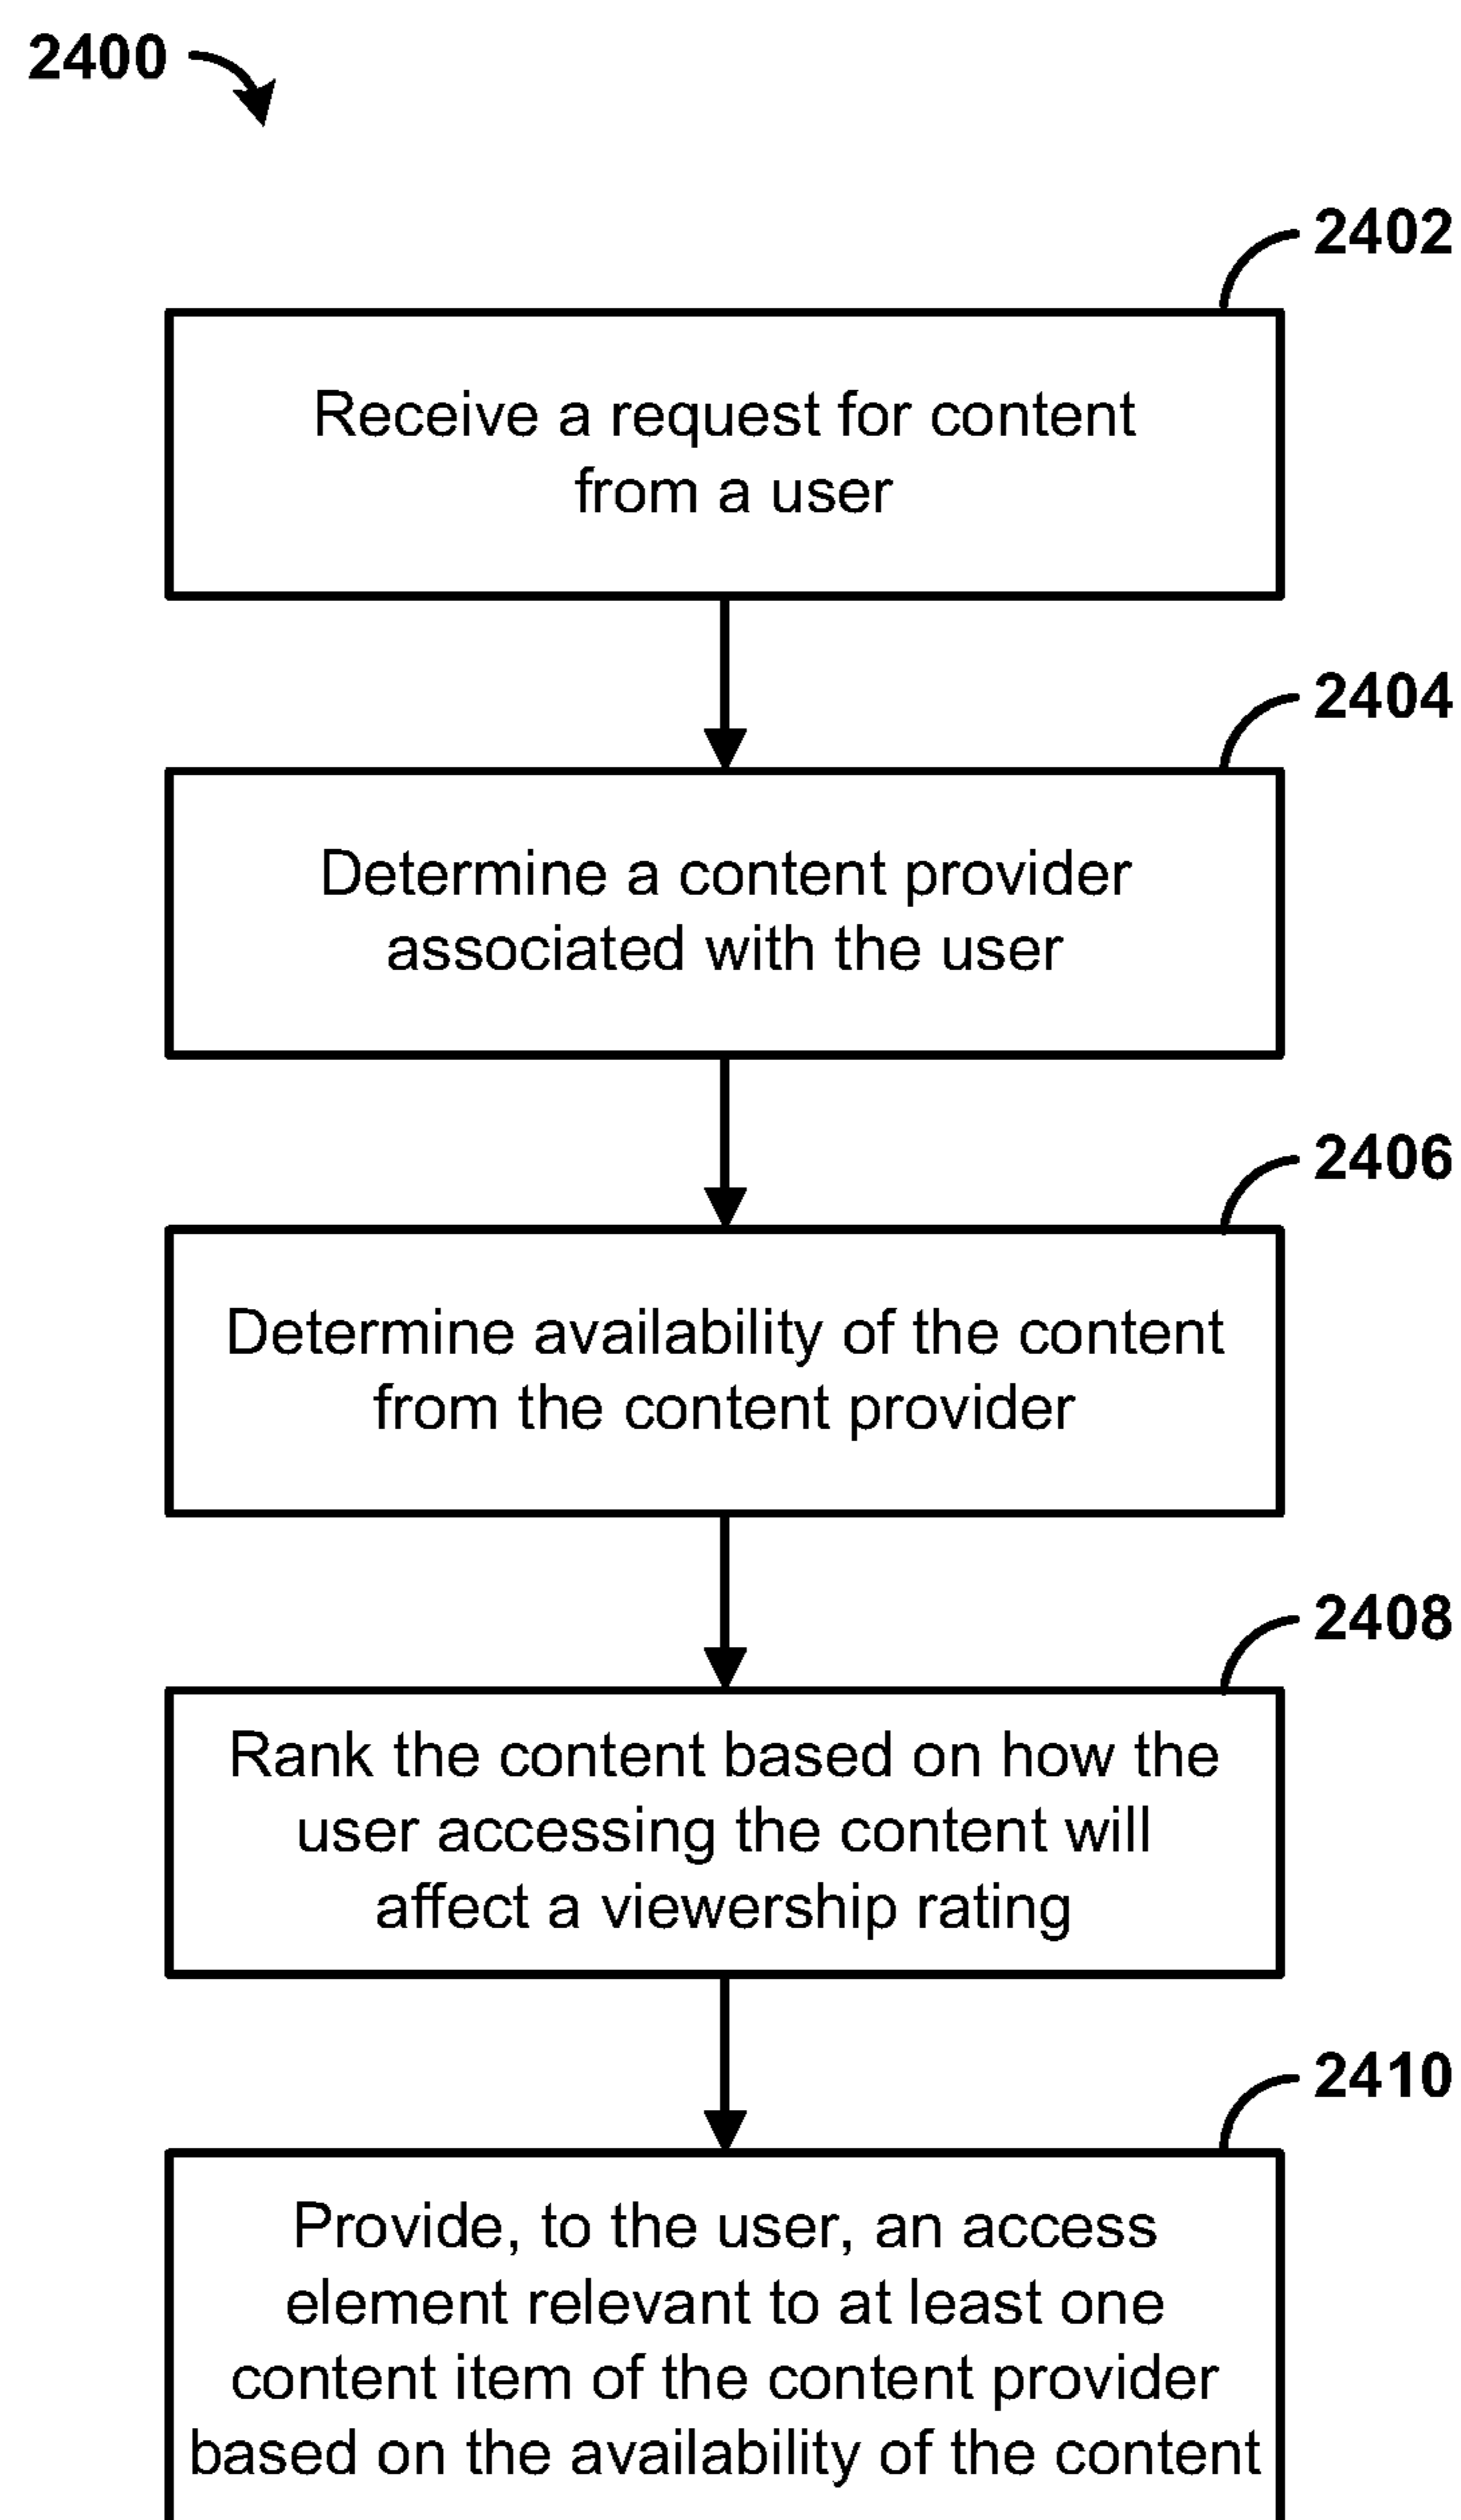 2400
2402
Receive a request for content
from a user
2404
Determine a content provider
associated with the user
2406
Determine availability of the content
from the content provider
2408
Rank the content based on how the
user accessing the content will
affect a viewership rating
2410
Provide, to the user, an access
element relevant to at least one
content item of the content provider
based on the availability of the content